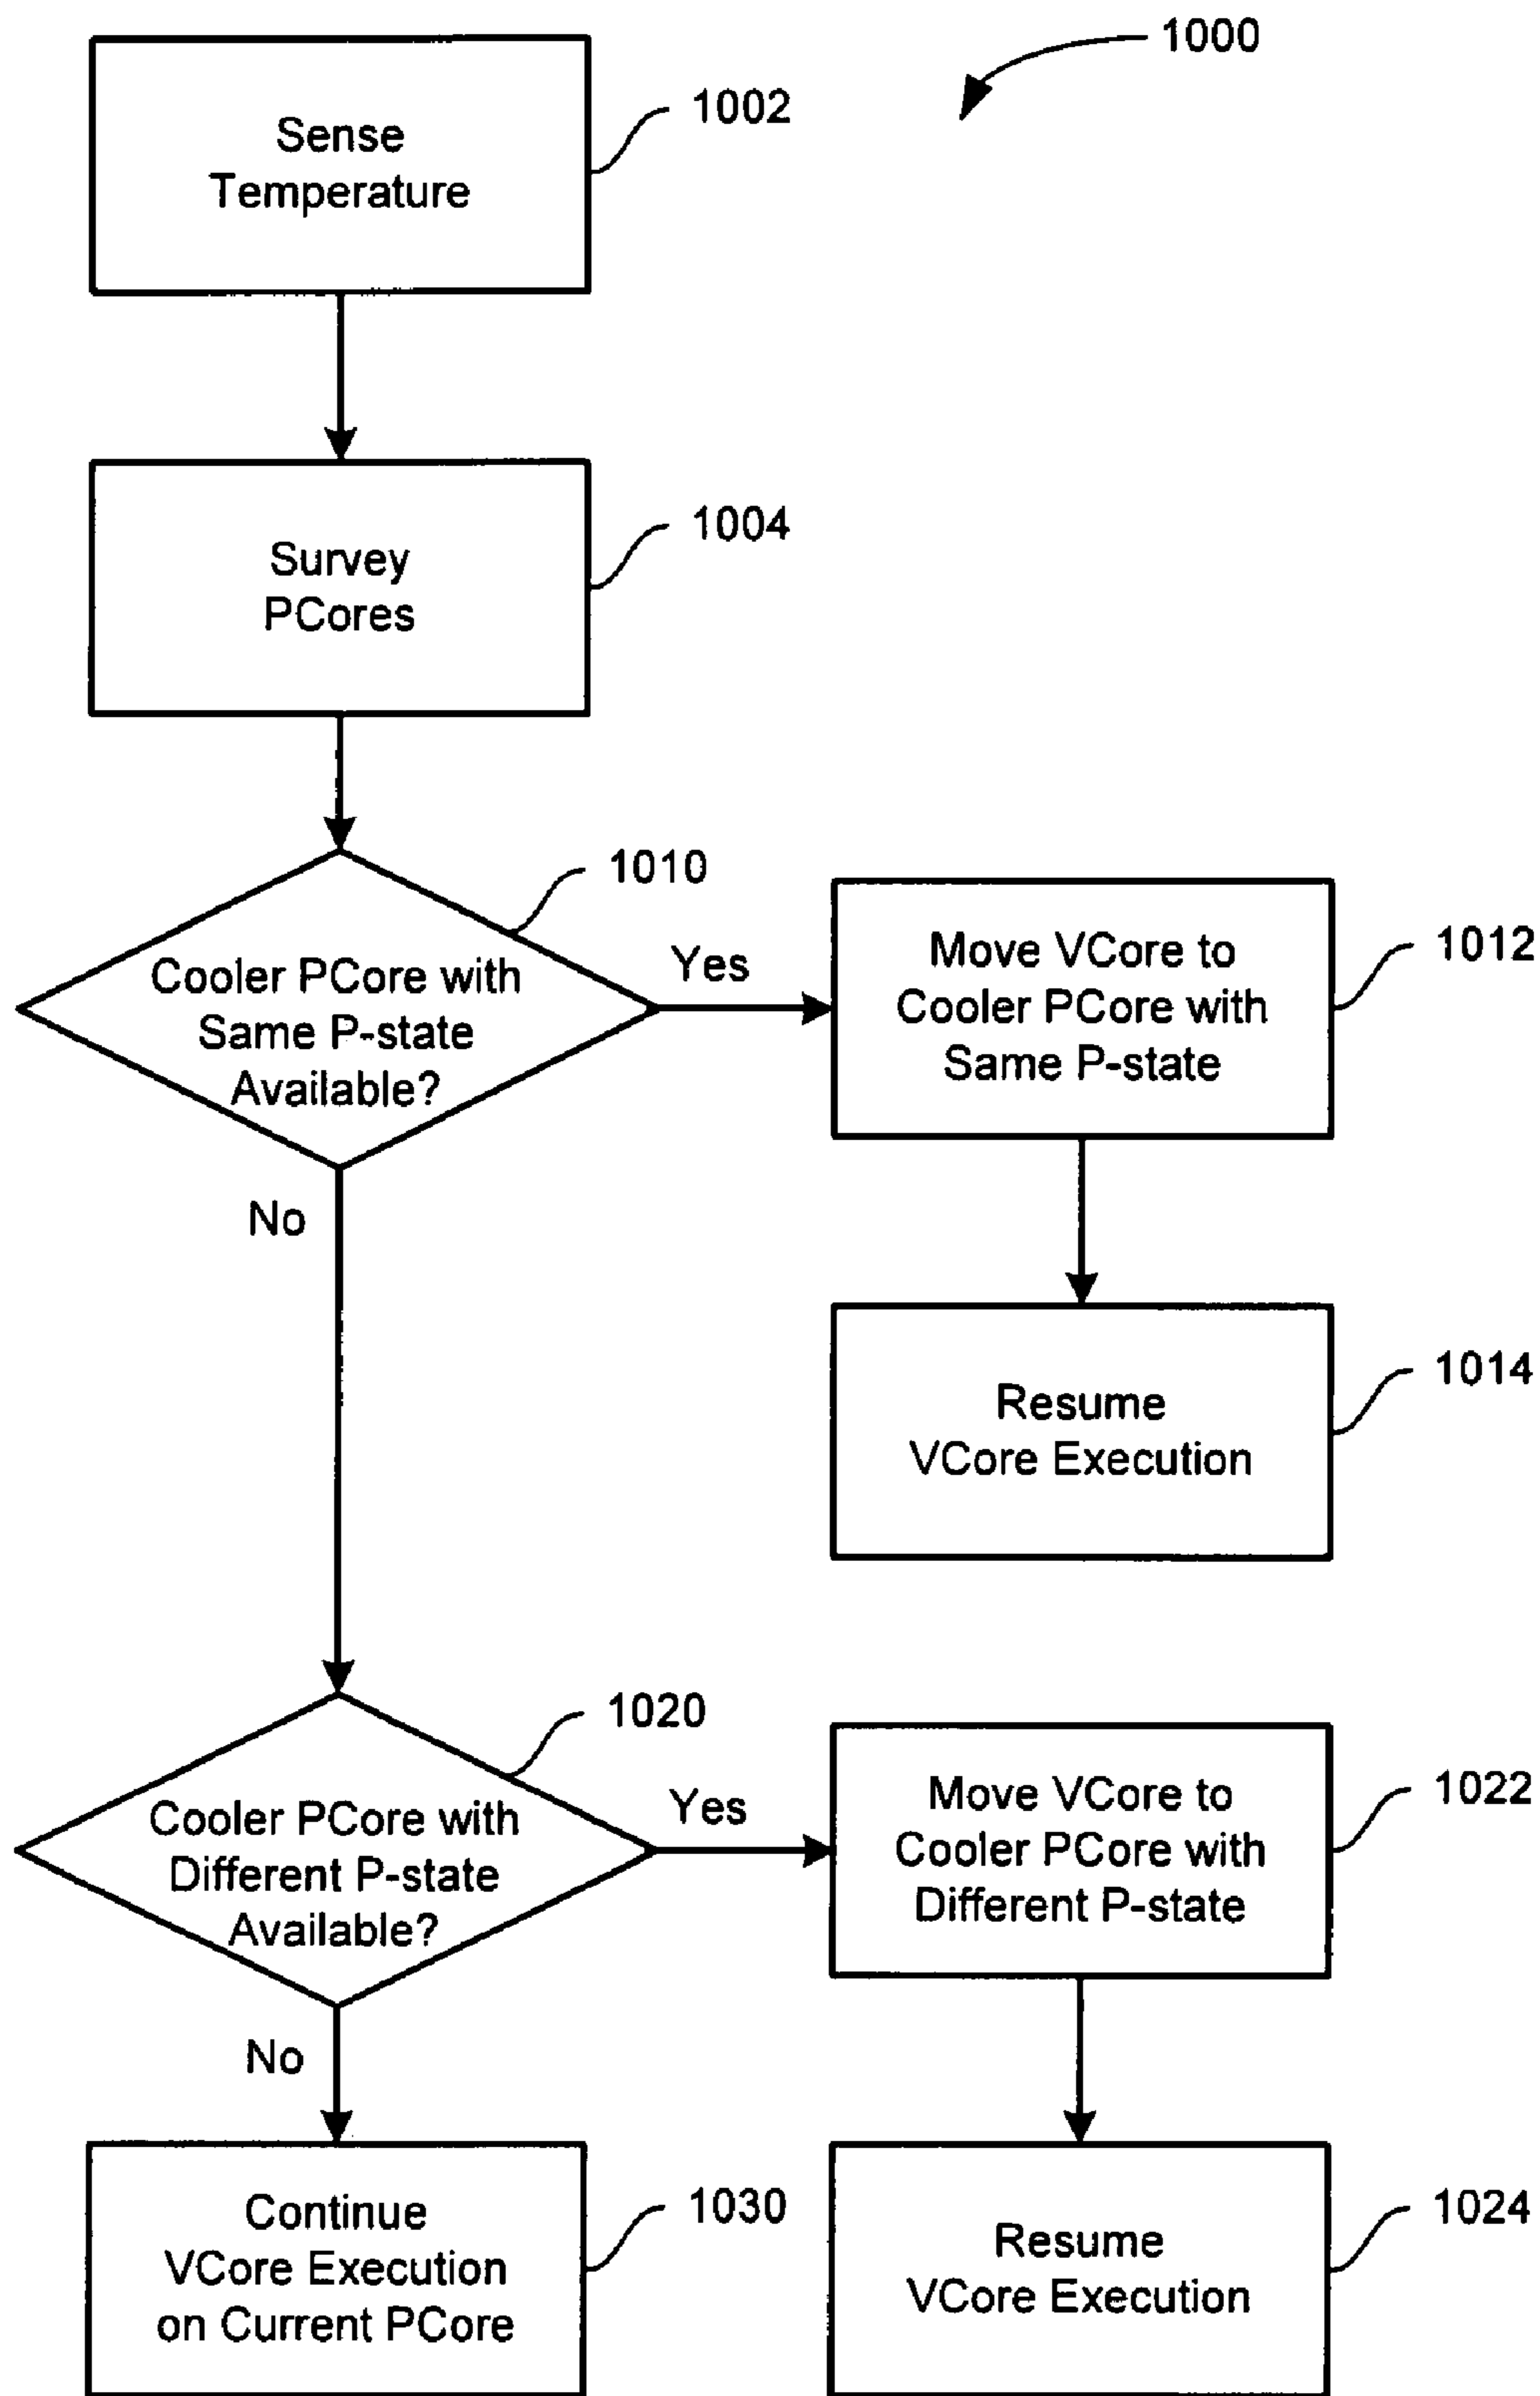 1000
Sense
Temperature
1002
Survey
PCores
1004
Cooler PCore with
Same P-state
Available?
1010
Yes
No
Move VCore to
Cooler PCore with
Same P-state
1012
Resume
VCore Execution
1014
Cooler PCore with
Different P-state
Available?
1020
Yes
No
Move VCore to
Cooler PCore with
Different P-state
1022
Continue
VCore Execution
on Current PCore
1030
Resume
VCore Execution
1024